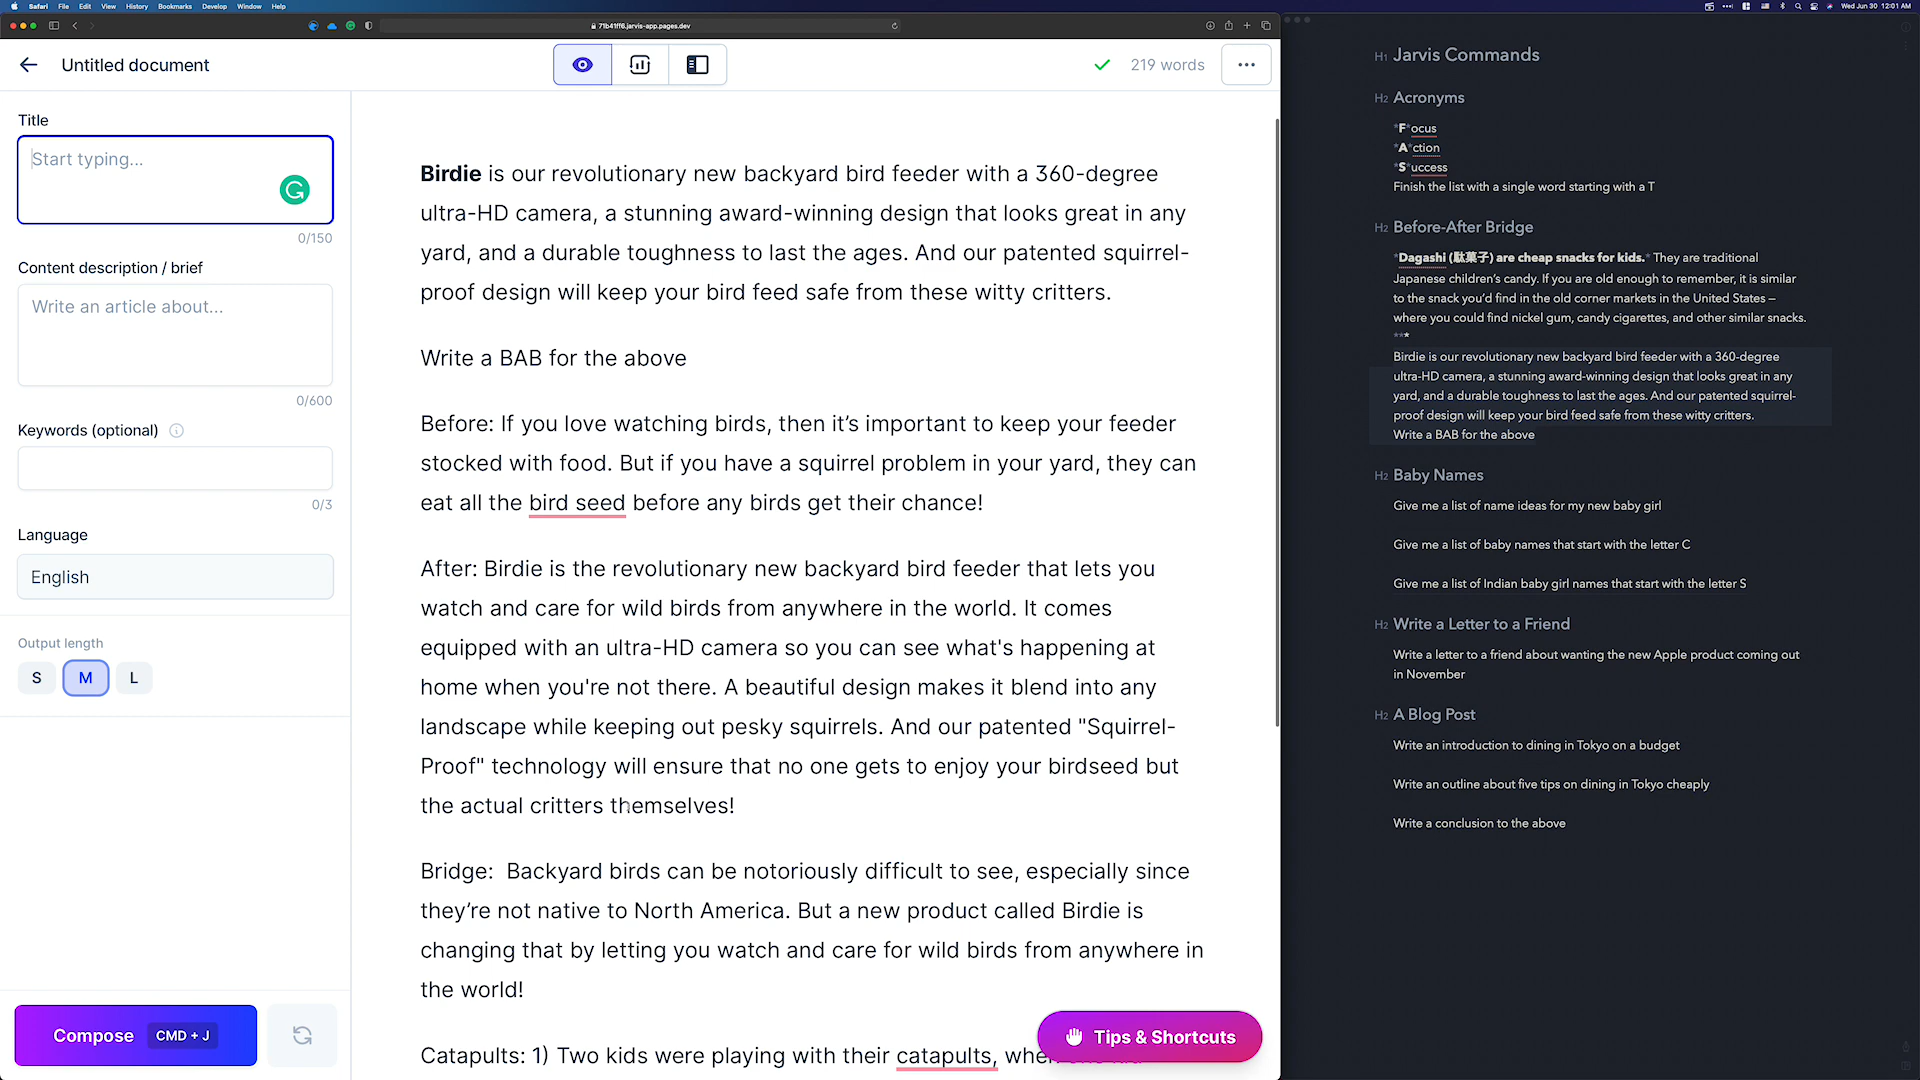 Safari File Edit View History Bookmarks Develop Window Help
Wed Jun 30 12:01 AM
71b41ff6.jarvis-app.pages.dev
Untitled document
219 words
Title
Start typing...
0/150
Content description / brief
Write an article about...
0/600
Keywords (optional)
0/3
Language
English
Output length
S M L
Compose CMD + J
Birdie is our revolutionary new backyard bird feeder with a 360-degree
ultra-HD camera, a stunning award-winning design that looks great in any
yard, and a durable toughness to last the ages. And our patented squirrel-
proof design will keep your bird feed safe from these witty critters.
Write a BAB for the above
Before: If you love watching birds, then it’s important to keep your feeder
stocked with food. But if you have a squirrel problem in your yard, they can
eat all the bird seed before any birds get their chance!
After: Birdie is the revolutionary new backyard bird feeder that lets you
watch and care for wild birds from anywhere in the world. It comes
equipped with an ultra-HD camera so you can see what's happening at
home when you're not there. A beautiful design makes it blend into any
landscape while keeping out pesky squirrels. And our patented "Squirrel-
Proof" technology will ensure that no one gets to enjoy your birdseed but
the actual critters themselves!
Bridge:  Backyard birds can be notoriously difficult to see, especially since
they’re not native to North America. But a new product called Birdie is
changing that by letting you watch and care for wild birds from anywhere in
the world!
Catapults: 1) Two kids were playing with their catapults, when
Tips & Shortcuts
H1 Jarvis Commands
H2 Acronyms
*F*ocus
*A*ction
*S*uccess
Finish the list with a single word starting with a T
H2 Before-After Bridge
*Dagashi (駄菓子) are cheap snacks for kids.* They are traditional
Japanese children’s candy. If you are old enough to remember, it is similar
to the snack you’d find in the old corner markets in the United States –
where you could find nickel gum, candy cigarettes, and other similar snacks.
***
Birdie is our revolutionary new backyard bird feeder with a 360-degree
ultra-HD camera, a stunning award-winning design that looks great in any
yard, and a durable toughness to last the ages. And our patented squirrel-
proof design will keep your bird feed safe from these witty critters.
Write a BAB for the above
H2 Baby Names
Give me a list of name ideas for my new baby girl
Give me a list of baby names that start with the letter C
Give me a list of Indian baby girl names that start with the letter S
H2 Write a Letter to a Friend
Write a letter to a friend about wanting the new Apple product coming out
in November
H2 A Blog Post
Write an introduction to dining in Tokyo on a budget
Write an outline about five tips on dining in Tokyo cheaply
Write a conclusion to the above